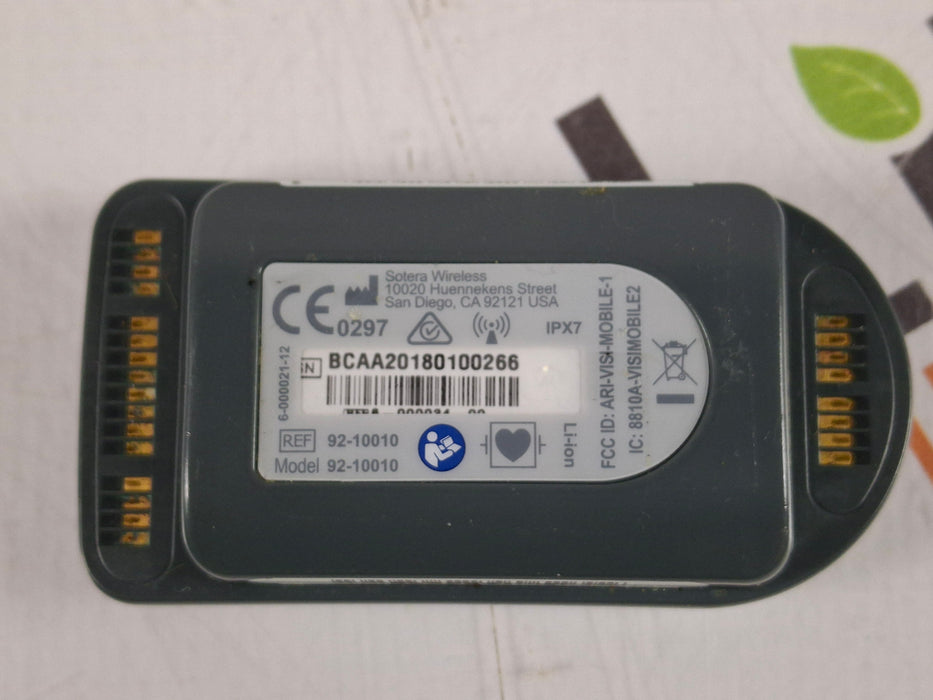 Sotera Wireless
10020 Huennekens Street
San Diego, CA 92121 USA
CE
0297
IPX7
6-000021-12
SN BCAA20180100266
REF 92-10010
Model 92-10010
Li-ion
FCC ID: ARI-VISI-MOBILE-1
IC: 8810A-VISIMOBILE2